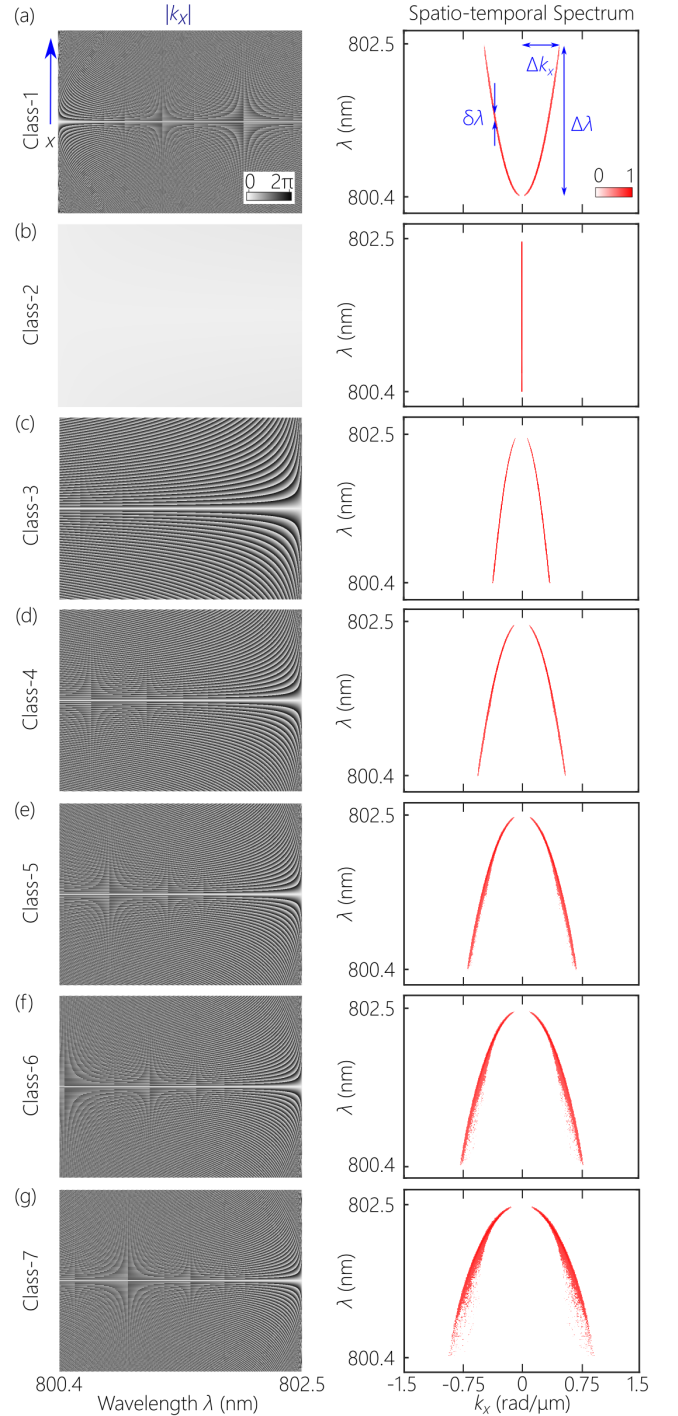 |kₓ|
Spatio-temporal Spectrum
(a)
Class-1
x
0 2π
802.5
λ (nm)
800.4
δλ
Δkₓ
Δλ
0 1
(b)
Class-2
802.5
λ (nm)
800.4
(c)
Class-3
802.5
λ (nm)
800.4
(d)
Class-4
802.5
λ (nm)
800.4
(e)
Class-5
802.5
λ (nm)
800.4
(f)
Class-6
802.5
λ (nm)
800.4
(g)
Class-7
802.5
λ (nm)
800.4
800.4
802.5
Wavelength λ (nm)
-1.5 -0.75 0 0.75 1.5
kₓ (rad/μm)